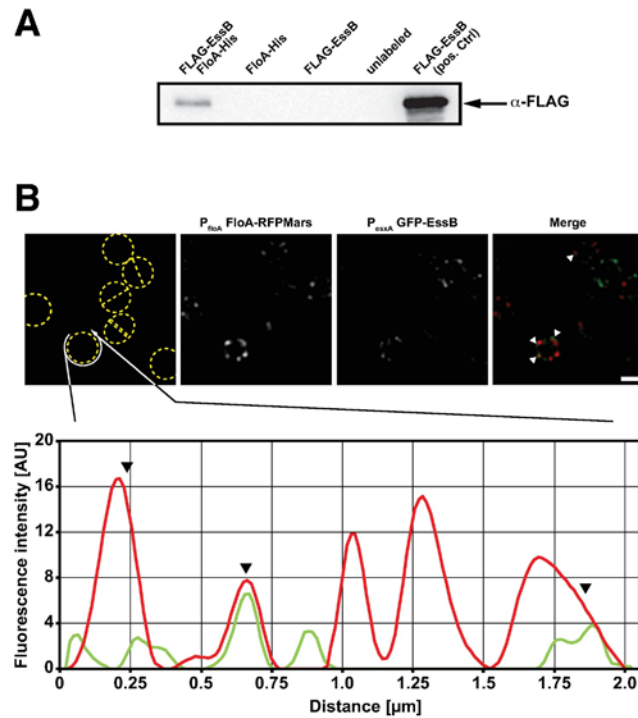 A
FLAG-EssB
FloA-His
FloA-His
FLAG-EssB
unlabeled
FLAG-EssB
(pos. Ctrl)
α-FLAG
B
PfloA FloA-RFPMars
PesxA GFP-EssB
Merge
Fluorescence intensity [AU]
20
16
12
8
4
0
0
0.25
0.5
0.75
1.0
1.25
1.5
1.75
2.0
Distance [µm]